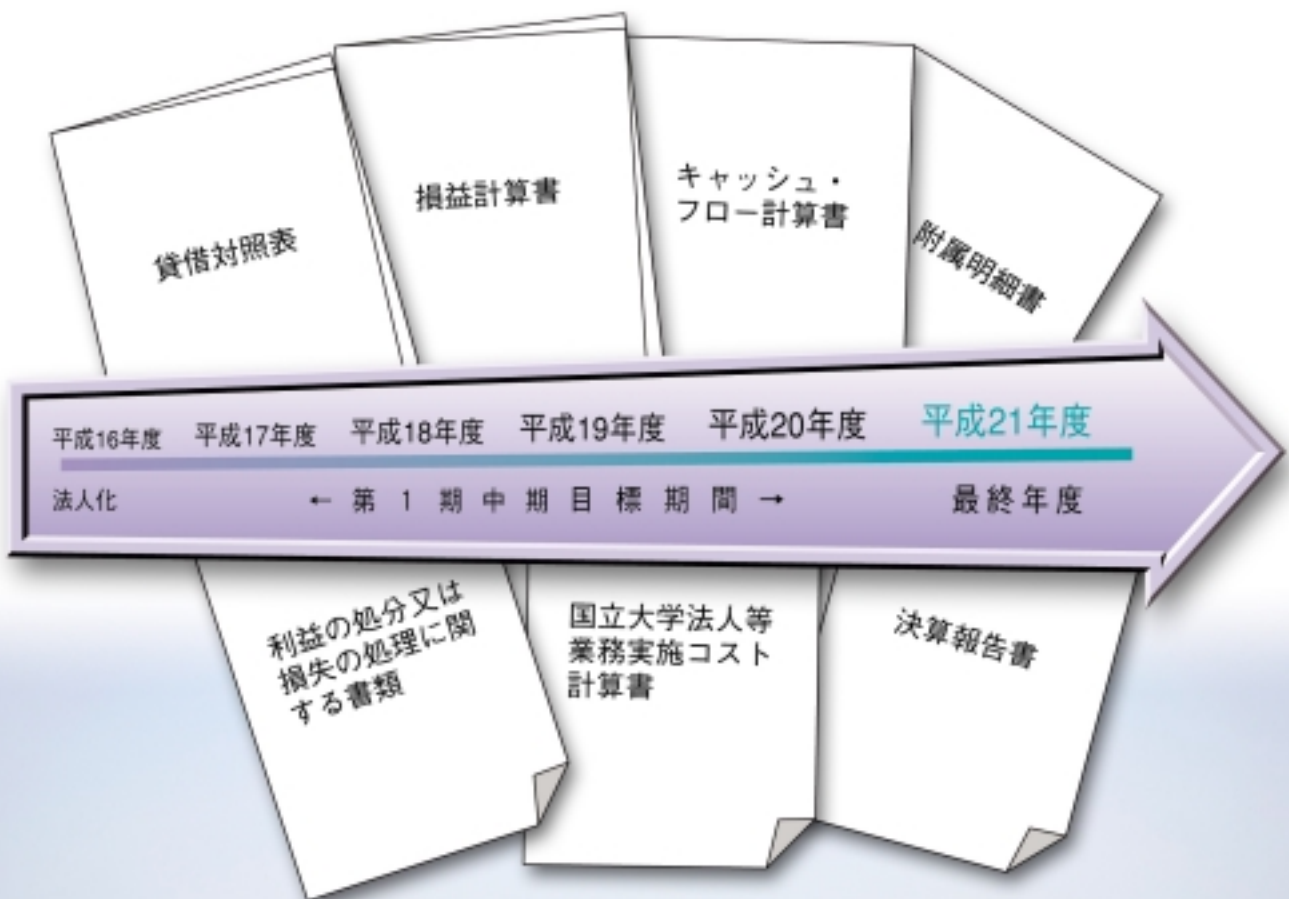 貸借対照表
損益計算書
キャッシュ・
フロー計算書
附属明細書
平成16年度 平成17年度 平成18年度 平成19年度 平成20年度 平成21年度
法人化 ← 第1期中期目標期間 → 最終年度
利益の処分又は
損失の処理に関
する書類
国立大学法人等
業務実施コスト
計算書
決算報告書